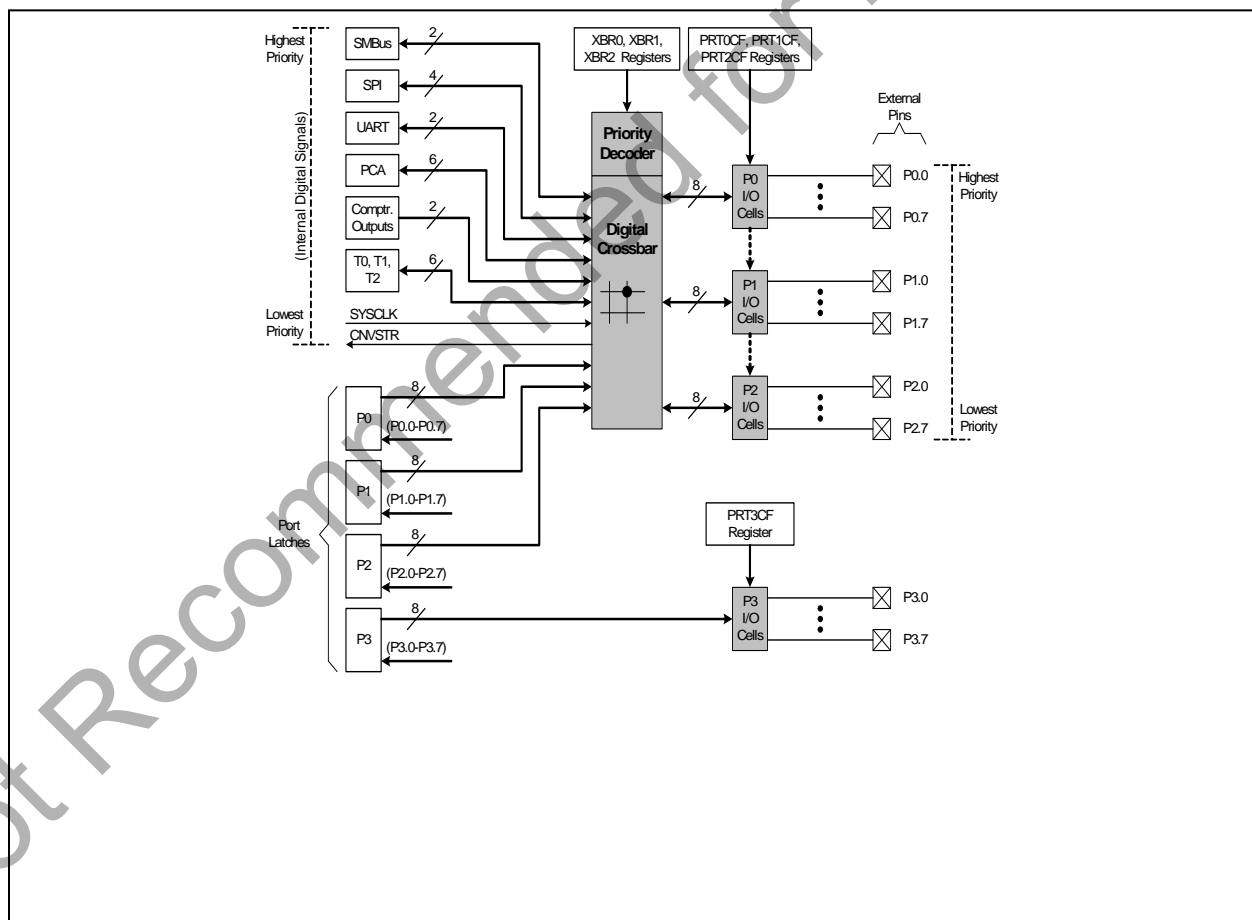 Highest
Priority
(Internal Digital Signals)
Lowest
Priority
SMBus
2
SPI
4
UART
2
PCA
6
Comptr.
Outputs
2
T0, T1,
T2
6
SYSCLK
CNVSTR
XBR0, XBR1,
XBR2 Registers
PRT0CF, PRT1CF,
PRT2CF Registers
Priority
Decoder
Digital
Crossbar
8
P0
I/O
Cells
8
P1
I/O
Cells
8
P2
I/O
Cells
External
Pins
P0.0
P0.7
P1.0
P1.7
P2.0
P2.7
Highest
Priority
Lowest
Priority
Port
Latches
P0
8
(P0.0-P0.7)
P1
8
(P1.0-P1.7)
P2
8
(P2.0-P2.7)
P3
8
(P3.0-P3.7)
PRT3CF
Register
P3
I/O
Cells
P3.0
P3.7
ot Recommended for